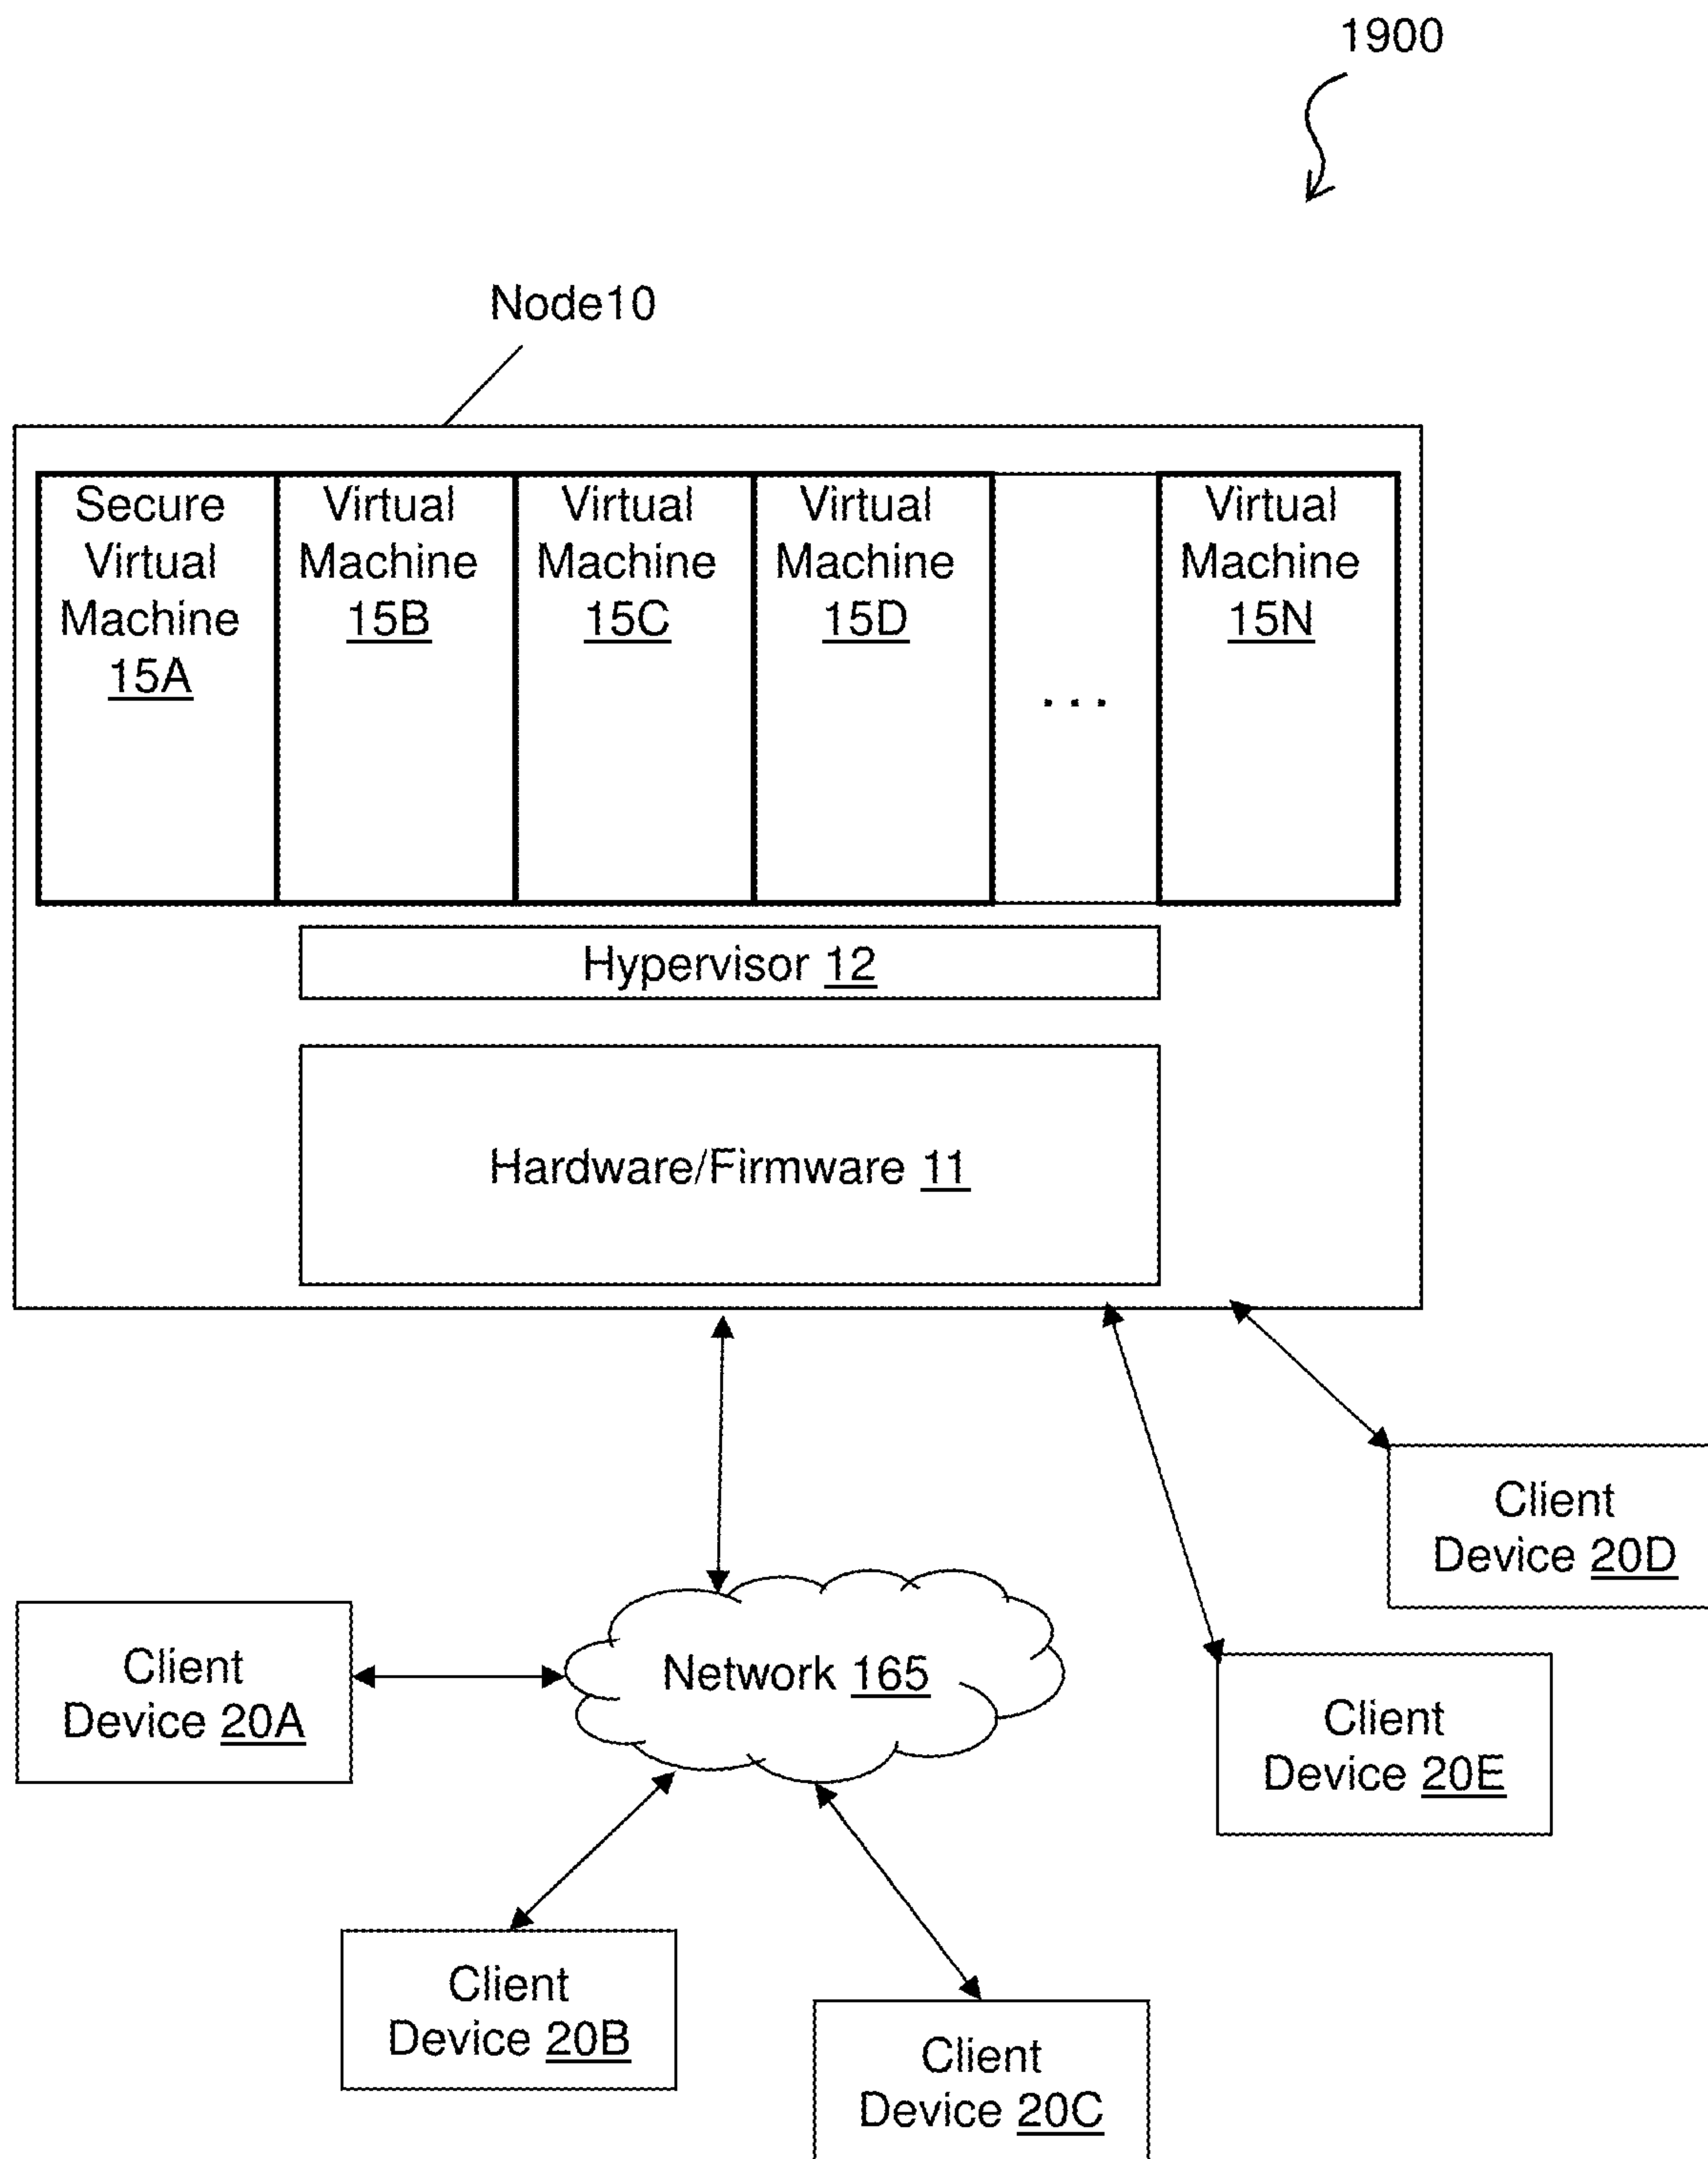 1900
Node10
Secure
Virtual
Machine
15A
Virtual
Machine
15B
Virtual
Machine
15C
Virtual
Machine
15D
...
Virtual
Machine
15N
Hypervisor 12
Hardware/Firmware 11
Client
Device 20D
Client
Device 20A
Network 165
Client
Device 20E
Client
Device 20B
Client
Device 20C